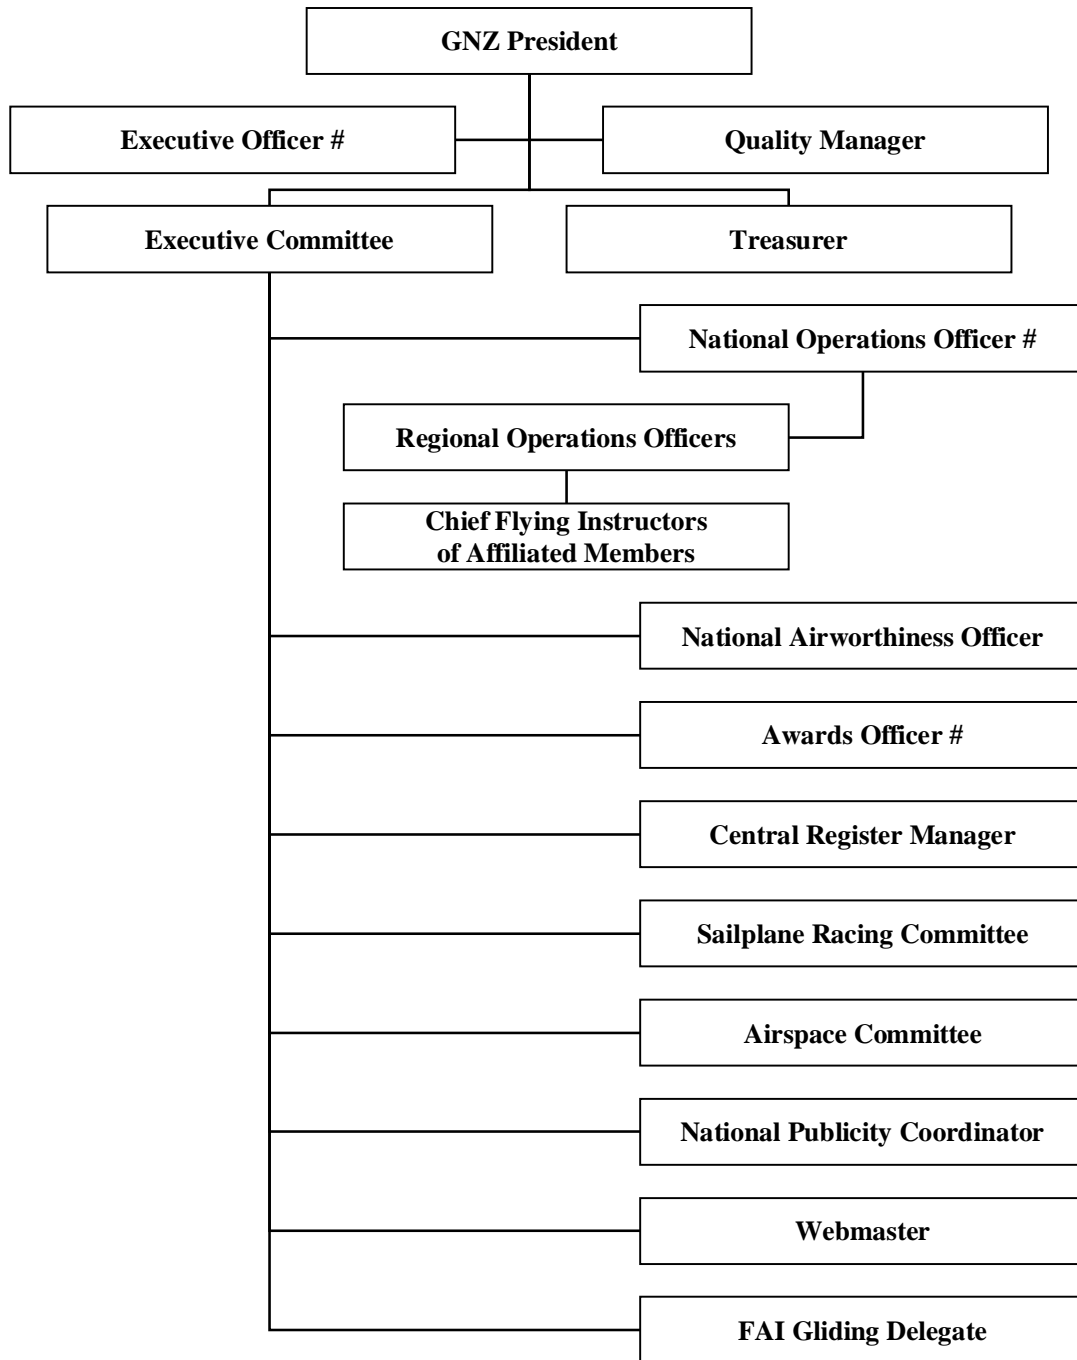 GNZ President
Executive Officer #
Quality Manager
Executive Committee
Treasurer
National Operations Officer #
Regional Operations Officers
Chief Flying Instructors
of Affiliated Members
National Airworthiness Officer
Awards Officer #
Central Register Manager
Sailplane Racing Committee
Airspace Committee
National Publicity Coordinator
Webmaster
FAI Gliding Delegate